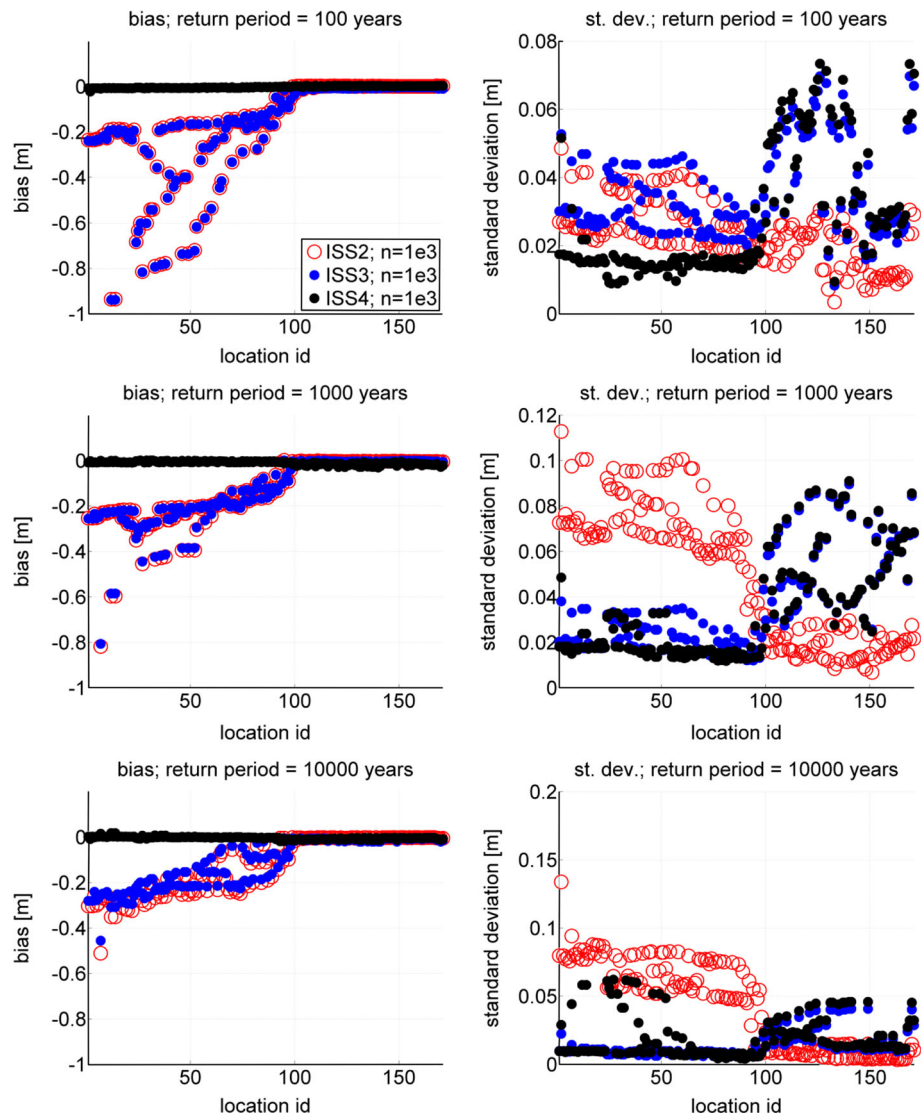 bias; return period = 100 years
st. dev.; return period = 100 years
bias [m]
0
-0.2
-0.4
-0.6
-0.8
-1
ISS2; n=1e3
ISS3; n=1e3
ISS4; n=1e3
50
100
150
location id
standard deviation [m]
0.08
0.06
0.04
0.02
0
50
100
150
location id
bias; return period = 1000 years
st. dev.; return period = 1000 years
bias [m]
0
-0.2
-0.4
-0.6
-0.8
-1
50
100
150
location id
standard deviation [m]
0.12
0.1
0.08
0.06
0.04
0.02
0
50
100
150
location id
bias; return period = 10000 years
st. dev.; return period = 10000 years
bias [m]
0
-0.2
-0.4
-0.6
-0.8
-1
50
100
150
location id
standard deviation [m]
0.2
0.15
0.1
0.05
0
50
100
150
location id